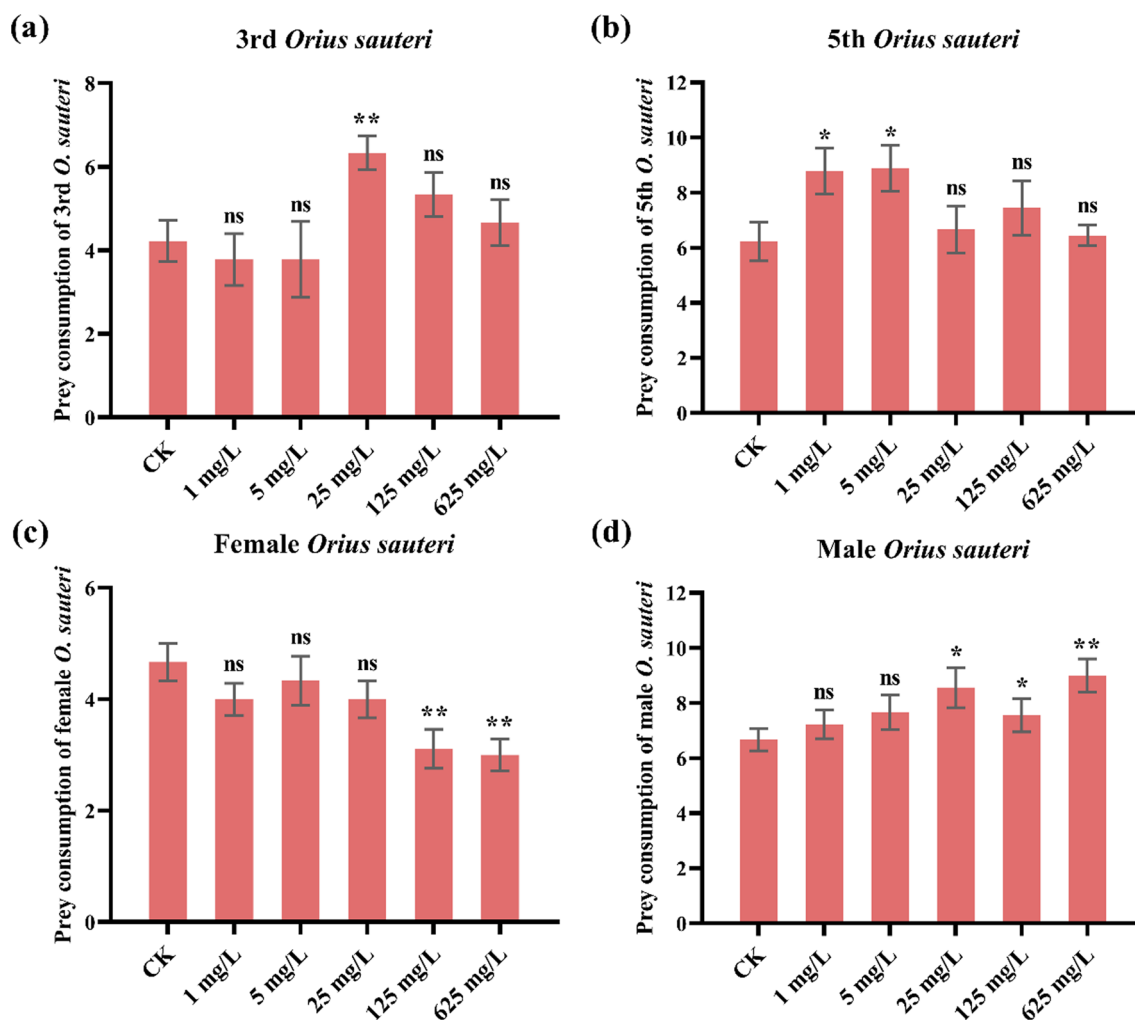 (a)
3rd Orius sauteri
Prey consumption of 3rd O. sauteri
8
6
4
2
0
ns
ns
**
ns
ns
CK
1 mg/L
5 mg/L
25 mg/L
125 mg/L
625 mg/L
(b)
5th Orius sauteri
Prey consumption of 5th O. sauteri
12
10
8
6
4
2
0
*
*
ns
ns
ns
CK
1 mg/L
5 mg/L
25 mg/L
125 mg/L
625 mg/L
(c)
Female Orius sauteri
Prey consumption of female O. sauteri
6
4
2
0
ns
ns
ns
**
**
CK
1 mg/L
5 mg/L
25 mg/L
125 mg/L
625 mg/L
(d)
Male Orius sauteri
Prey consumption of male O. sauteri
12
10
8
6
4
2
0
ns
ns
*
*
**
CK
1 mg/L
5 mg/L
25 mg/L
125 mg/L
625 mg/L